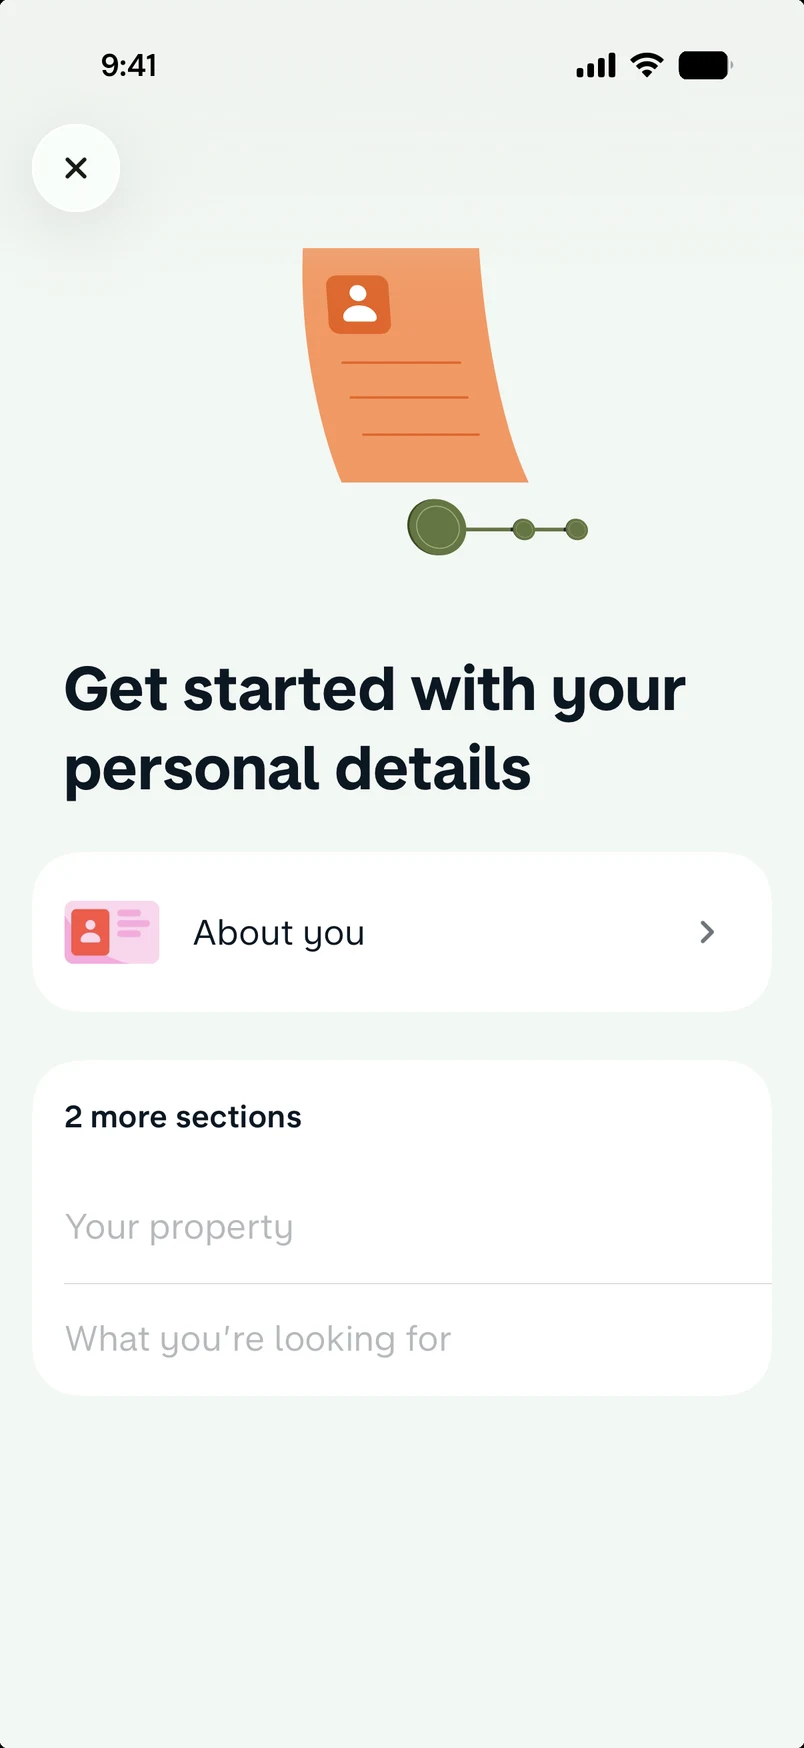 9:41
Get started with your
personal details
About you
2 more sections
Your property
What you’re looking for